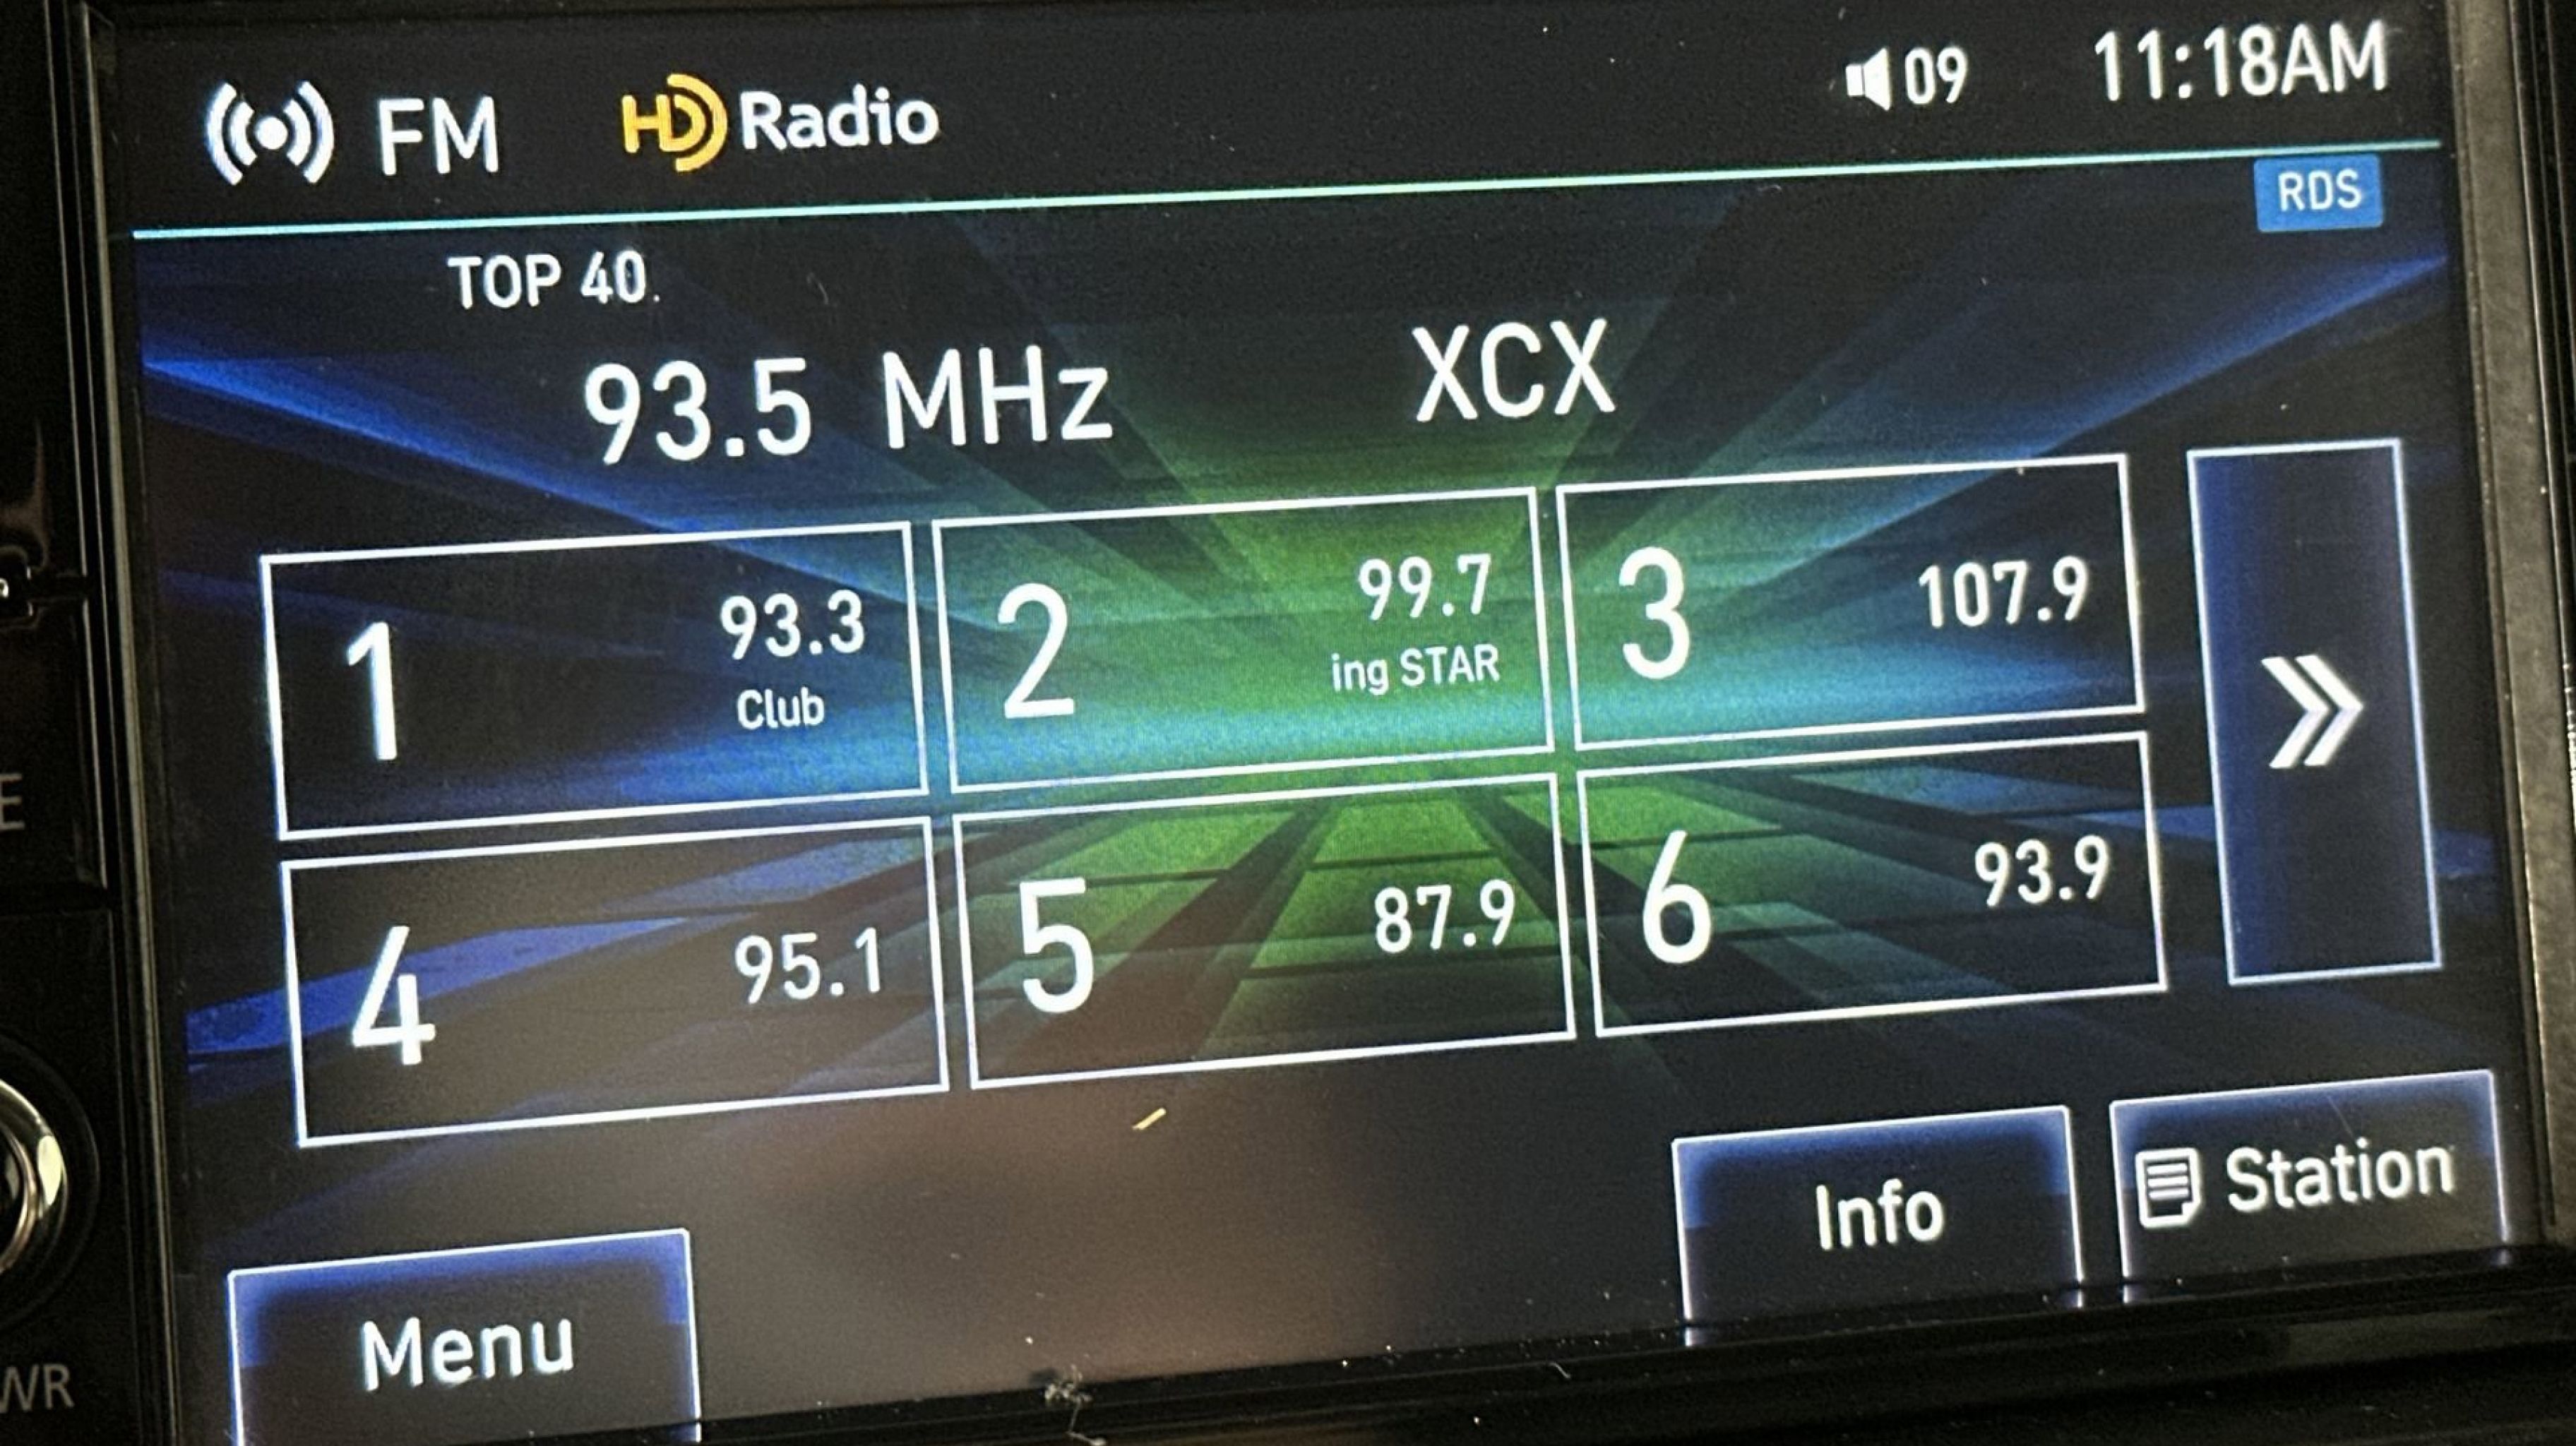 FM HD Radio 09 11:18AM
RDS
TOP 40.
93.5 MHz XCX
1 93.3
Club
2 99.7
ing STAR
3 107.9
4 95.1
5 87.9
6 93.9
Menu
Info
Station
E
WR